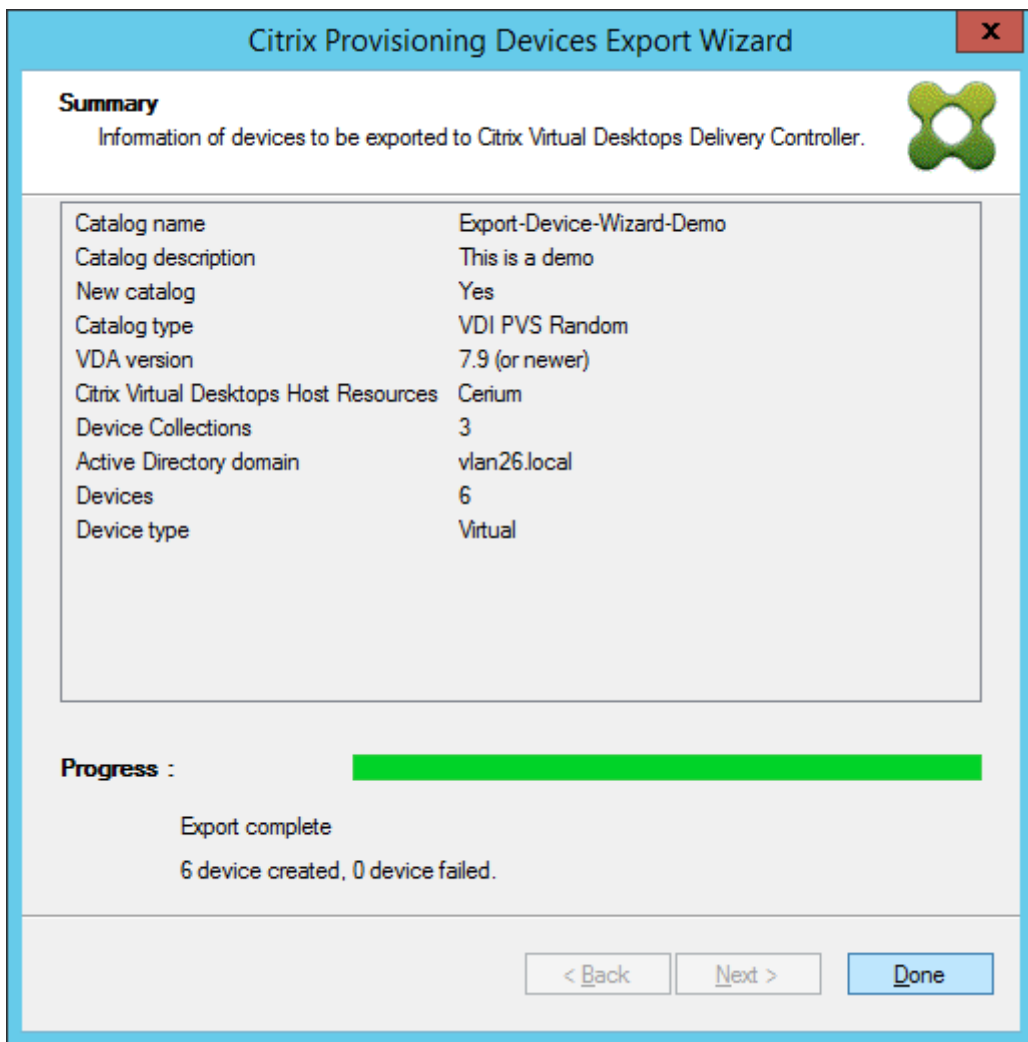 Citrix Provisioning Devices Export Wizard
x
Summary
Information of devices to be exported to Citrix Virtual Desktops Delivery Controller.
Catalog name Export-Device-Wizard-Demo
Catalog description This is a demo
New catalog Yes
Catalog type VDI PVS Random
VDA version 7.9 (or newer)
Citrix Virtual Desktops Host Resources Cerium
Device Collections 3
Active Directory domain vlan26.local
Devices 6
Device type Virtual
Progress :
Export complete
6 device created, 0 device failed.
< Back Next > Done